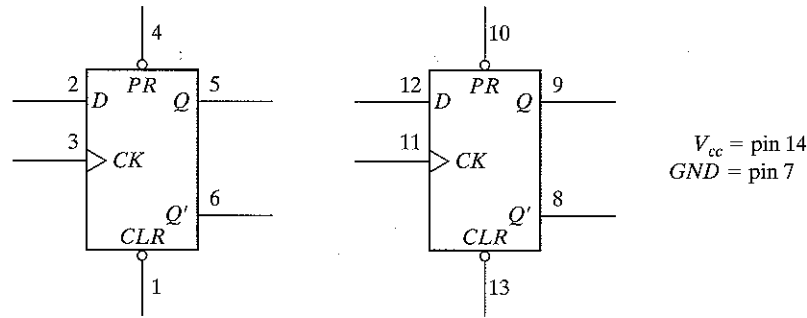 4
2
D
PR
Q
5
3
CK
6
Q'
CLR
1
10
12
D
PR
Q
9
11
CK
8
Q'
CLR
13
Vcc = pin 14
GND = pin 7